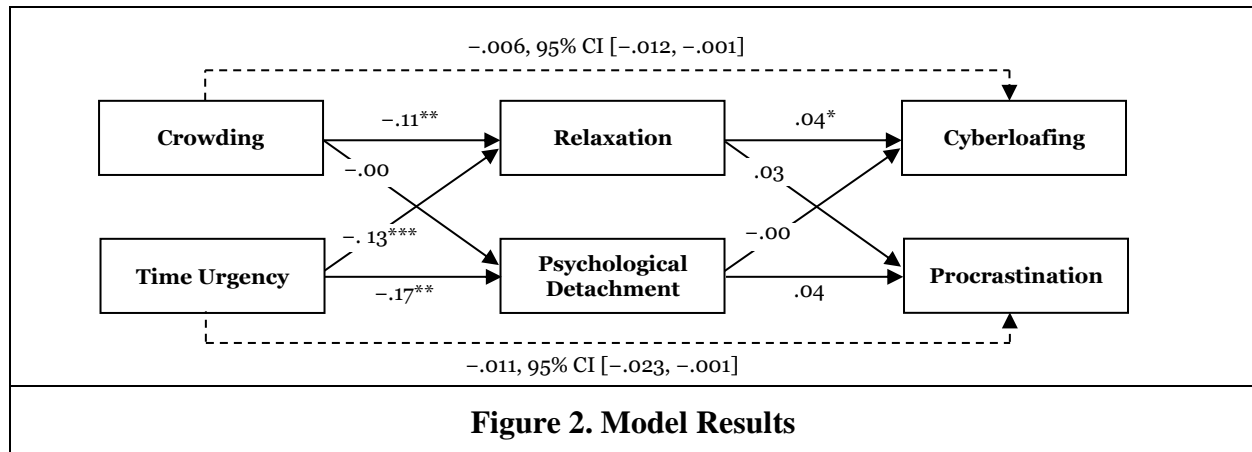 −.006, 95% CI [−.012, −.001]
Crowding
−.11**
Relaxation
.04*
Cyberloafing
−.00
.03
−. 13***
−.00
Time Urgency
−.17**
Psychological
Detachment
.04
Procrastination
−.011, 95% CI [−.023, −.001]
Figure 2. Model Results